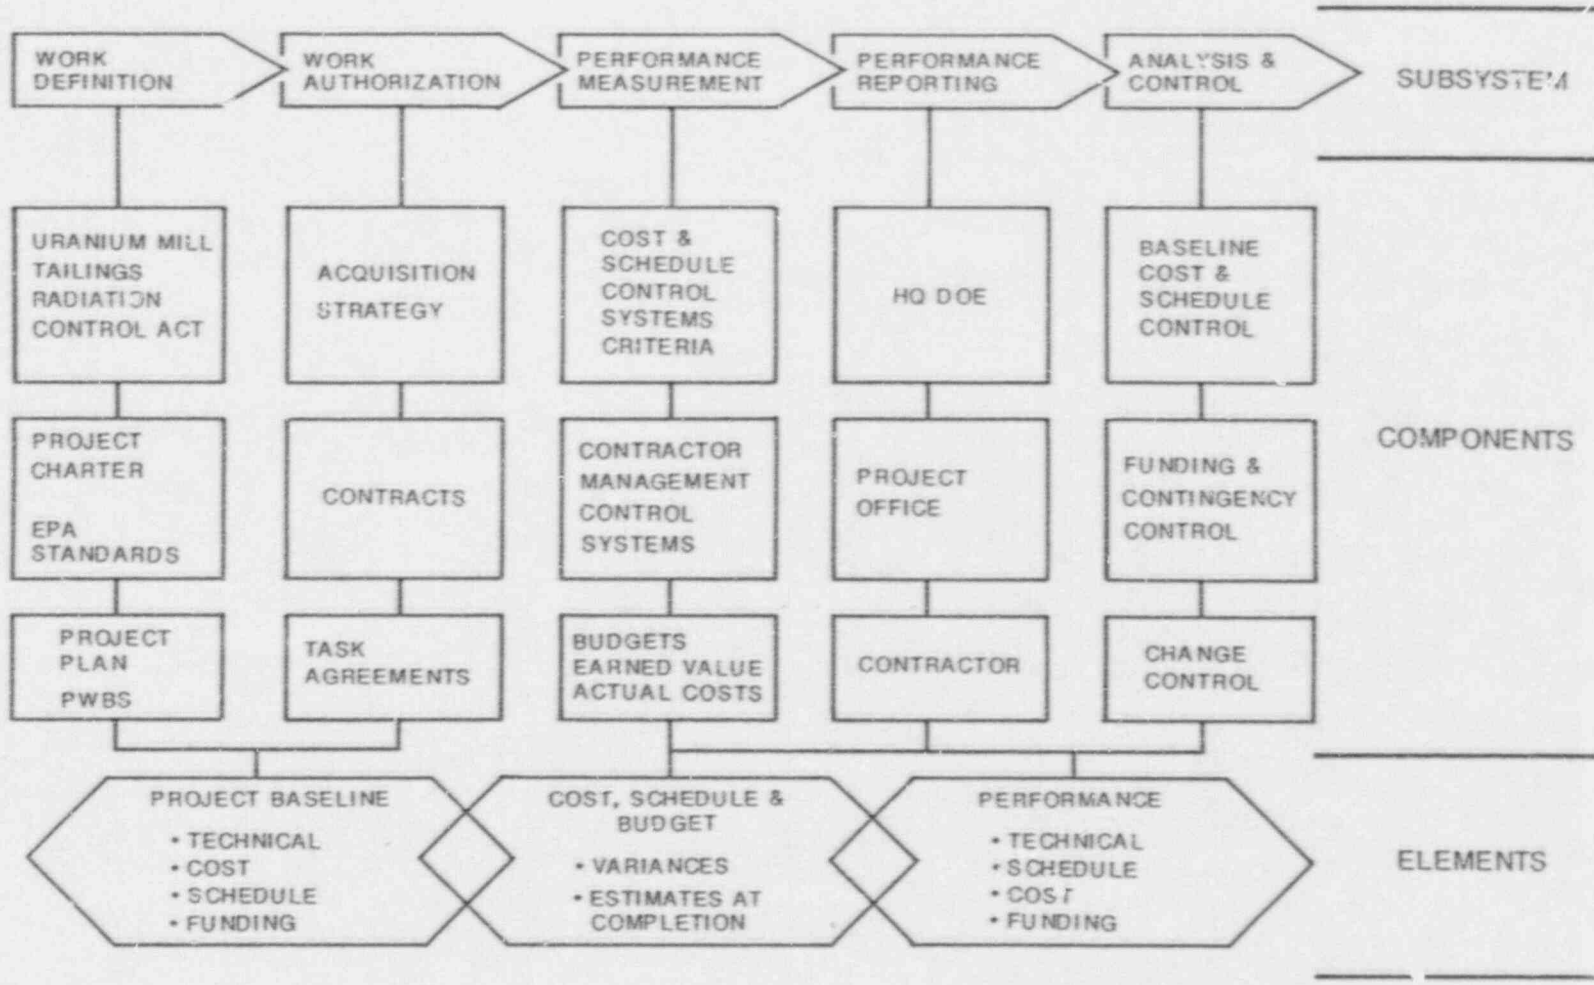 WORK
DEFINITION
WORK
AUTHORIZATION
PERFORMANCE
MEASUREMENT
PERFORMANCE
REPORTING
ANALYSIS &
CONTROL
SUBSYSTEM
URANIUM MILL
TAILINGS
RADIATION
CONTROL ACT
ACQUISITION
STRATEGY
COST &
SCHEDULE
CONTROL
SYSTEMS
CRITERIA
HQ DOE
BASELINE
COST &
SCHEDULE
CONTROL
PROJECT
CHARTER
EPA
STANDARDS
CONTRACTS
CONTRACTOR
MANAGEMENT
CONTROL
SYSTEMS
PROJECT
OFFICE
FUNDING &
CONTINGENCY
CONTROL
COMPONENTS
PROJECT
PLAN
PWBS
TASK
AGREEMENTS
BUDGETS
EARNED VALUE
ACTUAL COSTS
CONTRACTOR
CHANGE
CONTROL
PROJECT BASELINE
• TECHNICAL
• COST
• SCHEDULE
• FUNDING
COST, SCHEDULE &
BUDGET
• VARIANCES
• ESTIMATES AT
COMPLETION
PERFORMANCE
• TECHNICAL
• SCHEDULE
• COST
• FUNDING
ELEMENTS